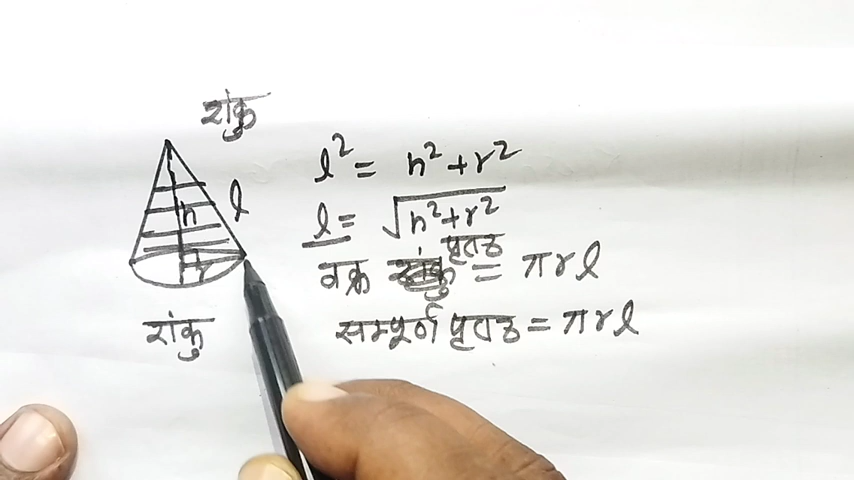 शंकु
l² = h² + r²
h l
l = √h² + r²
r
पृष्ठ
वक्र = πrl
शंकु
सम्पूर्ण पृष्ठ = πrl